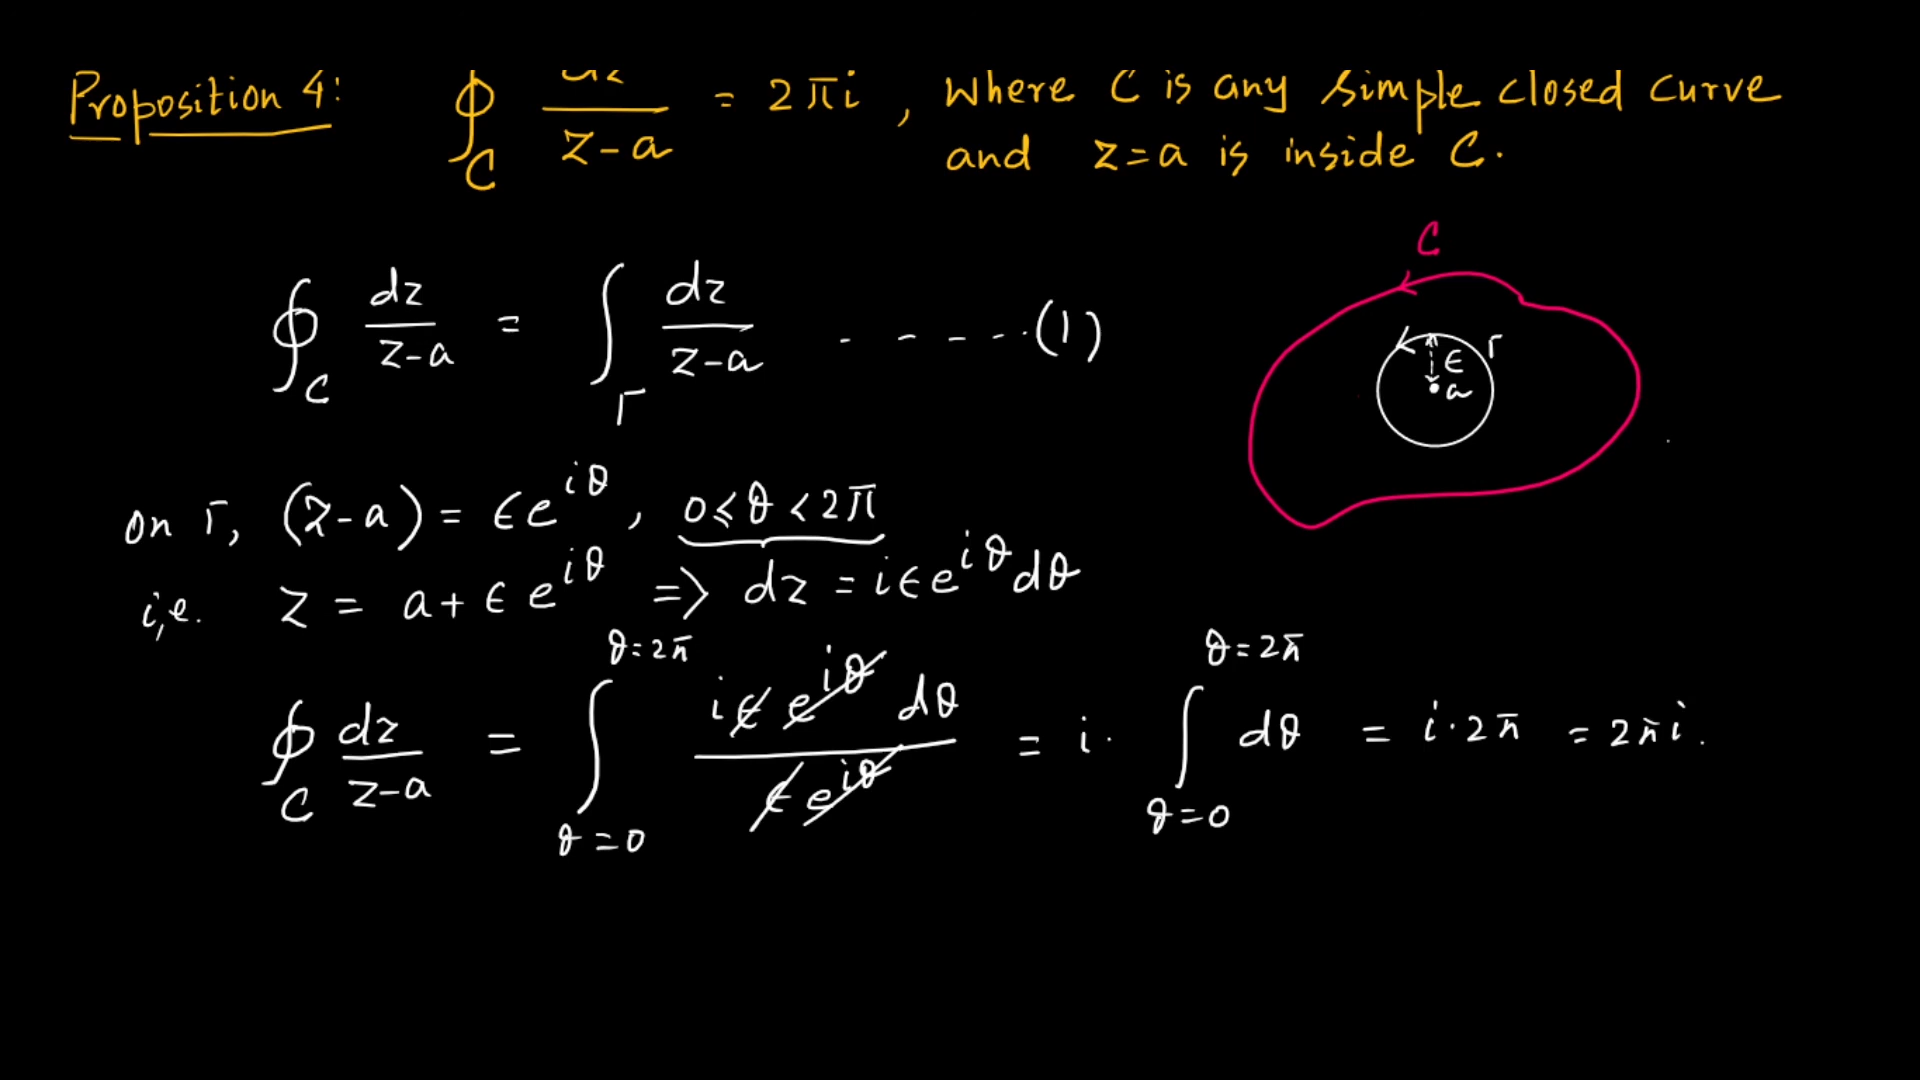 Proposition 4: ∮_C dz/(z-a) = 2πi, where C is any simple closed curve
and z=a is inside C.
C
∮_C dz/(z-a) = ∫_Γ dz/(z-a) - - - - ..(1)
Γ
ϵ
a
on Γ, (z-a) = ϵe^{iθ}, 0≤θ<2π
i.e. z = a+ϵe^{iθ} => dz = iϵe^{iθ}dθ
∮_C dz/(z-a) = ∫_{θ=0}^{θ=2π} iϵe^{iθ}dθ/(ϵe^{iθ}) = i· ∫_{θ=0}^{θ=2π} dθ = i·2π = 2πi.